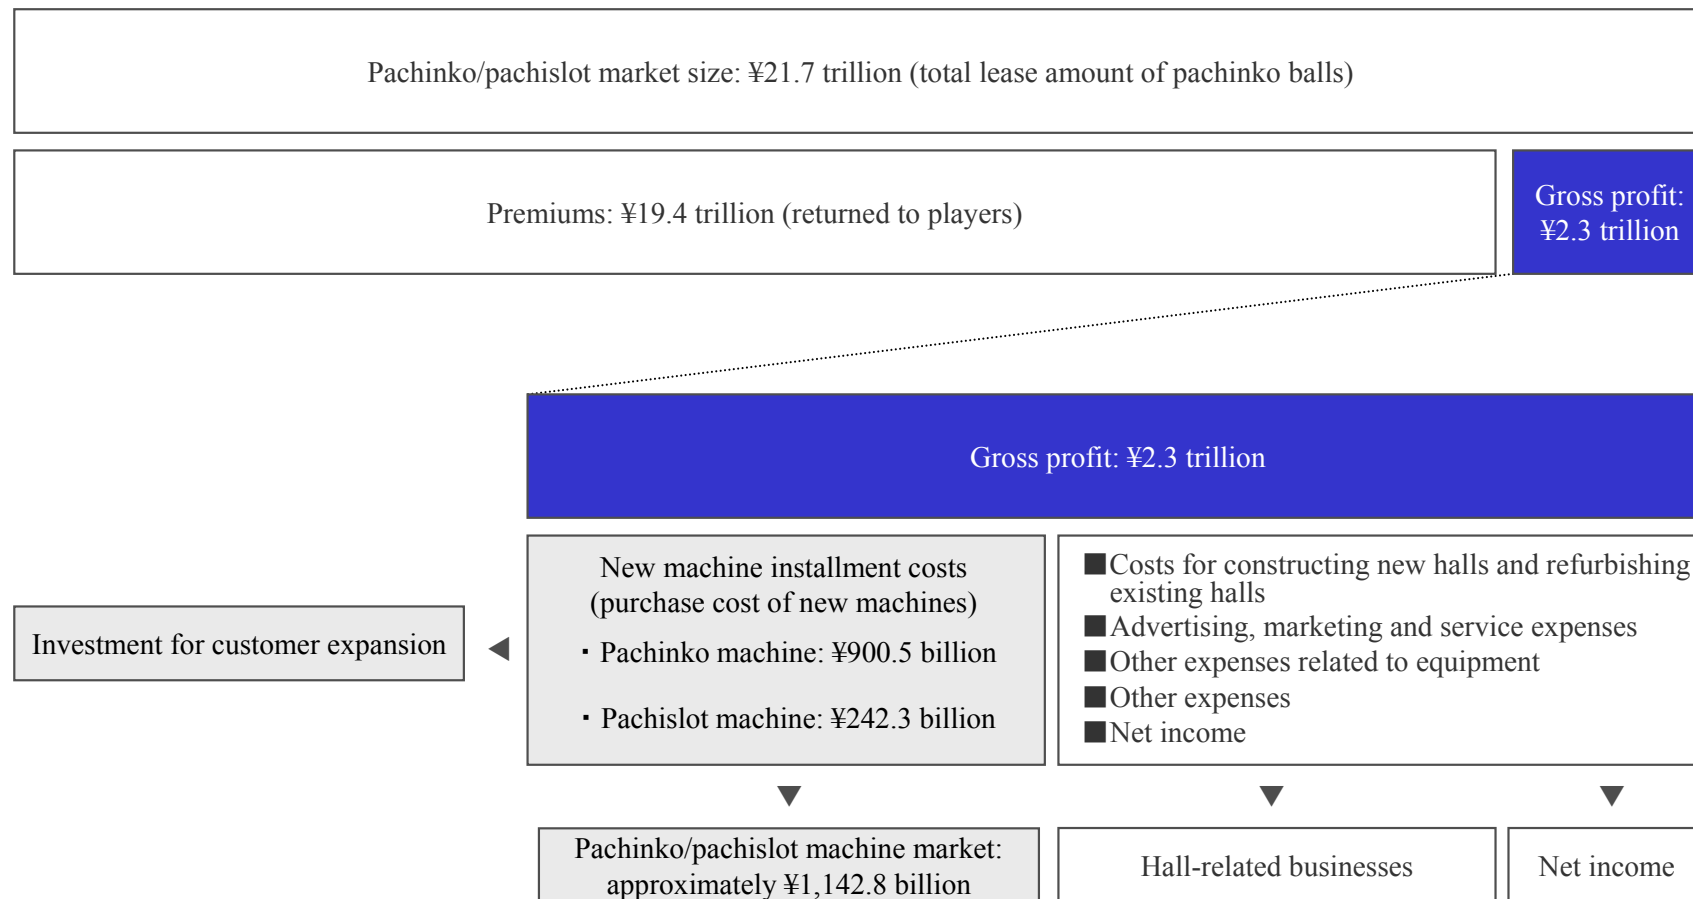 Pachinko/pachislot market size: ¥21.7 trillion (total lease amount of pachinko balls)
Premiums: ¥19.4 trillion (returned to players)
Gross profit:
¥2.3 trillion
Gross profit: ¥2.3 trillion
New machine installment costs
(purchase cost of new machines)
・Pachinko machine: ¥900.5 billion
・Pachislot machine: ¥242.3 billion
■Costs for constructing new halls and refurbishing
existing halls
■Advertising, marketing and service expenses
■Other expenses related to equipment
■Other expenses
■Net income
Investment for customer expansion
Pachinko/pachislot machine market:
approximately ¥1,142.8 billion
Hall-related businesses
Net income